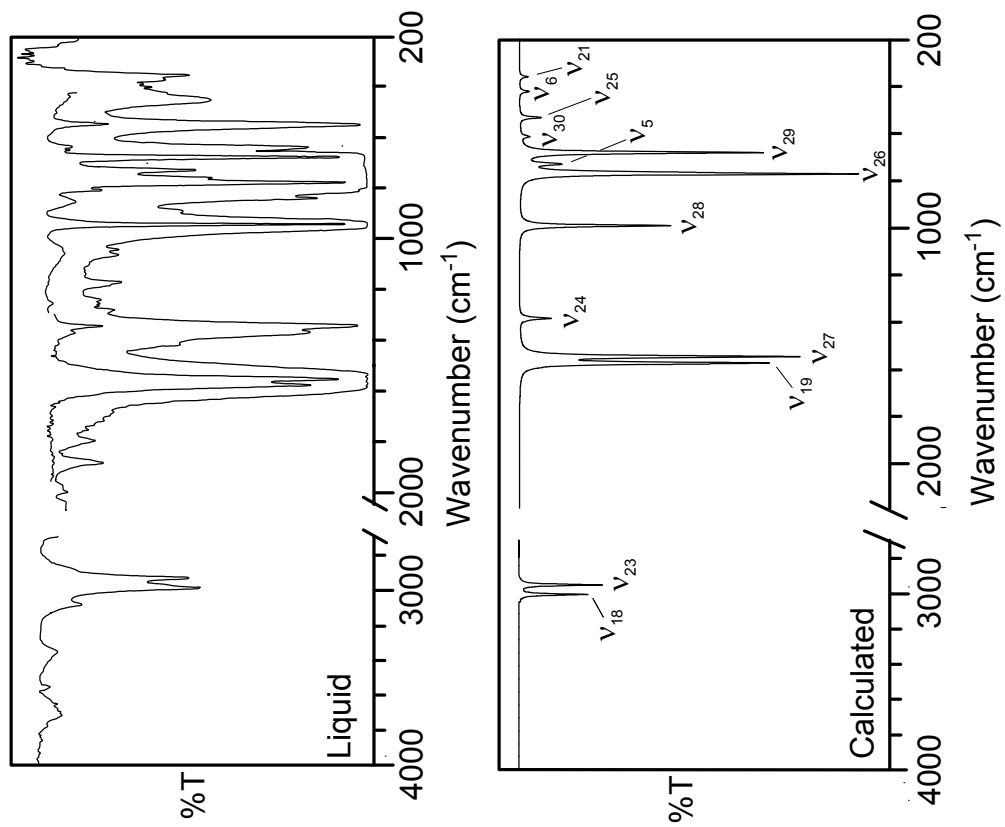 %T
Liquid
4000
3000
2000
1000
200
Wavenumber (cm⁻¹)
%T
Calculated
ν₁₈
ν₂₃
ν₁₉
ν₂₇
ν₂₄
ν₂₈
ν₂₆
ν₂₉
ν₅
ν₃₀
ν₂₅
ν₆
ν₂₁
4000
3000
2000
1000
200
Wavenumber (cm⁻¹)